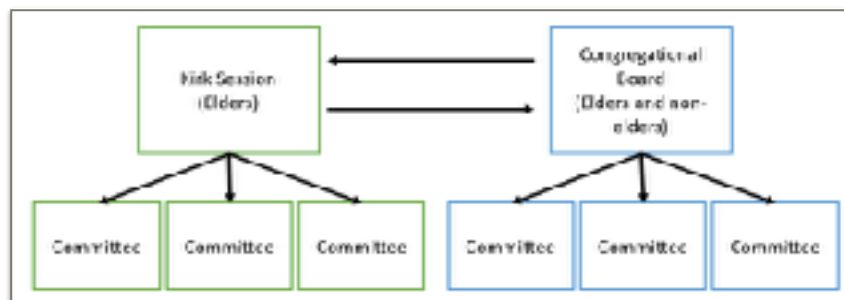 Kirk Session
(Elders)
Congregational
Board
(Elders and non-
elders)
Committee
Committee
Committee
Committee
Committee
Committee